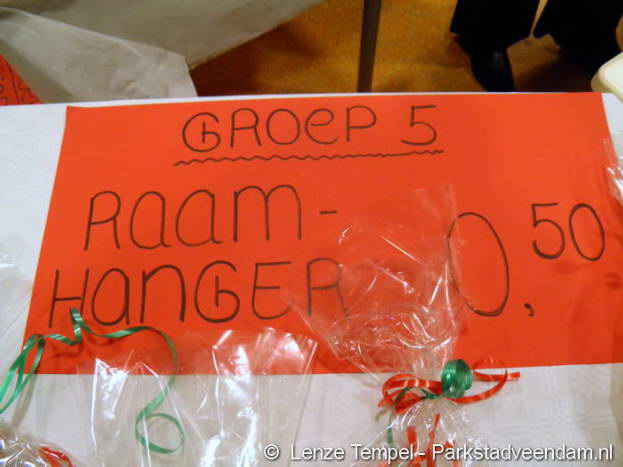 GROEP 5
RAAM-
HANGER 0,50
© Lenze Tempel - Parkstadveendam.nl